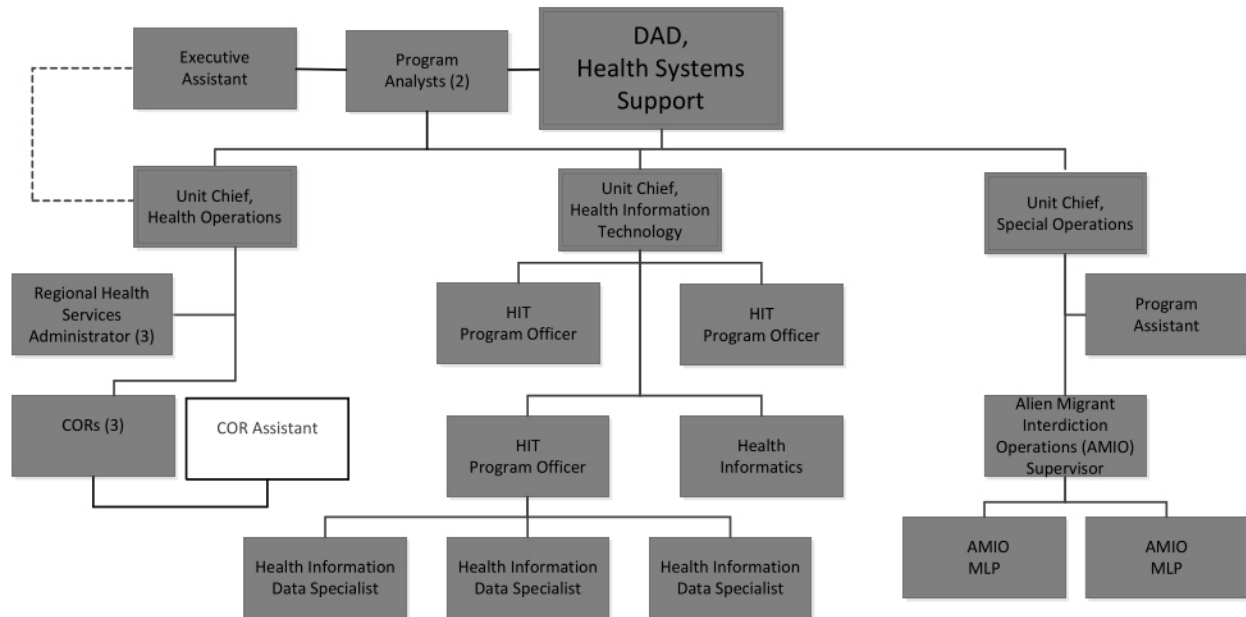 Executive
Assistant
Program
Analysts (2)
DAD,
Health Systems
Support
Unit Chief,
Health Operations
Unit Chief,
Health Information
Technology
Unit Chief,
Special Operations
Regional Health
Services
Administrator (3)
HIT
Program Officer
HIT
Program Officer
Program
Assistant
CORs (3)
COR Assistant
HIT
Program Officer
Health
Informatics
Alien Migrant
Interdiction
Operations (AMIO)
Supervisor
Health Information
Data Specialist
Health Information
Data Specialist
Health Information
Data Specialist
AMIO
MLP
AMIO
MLP